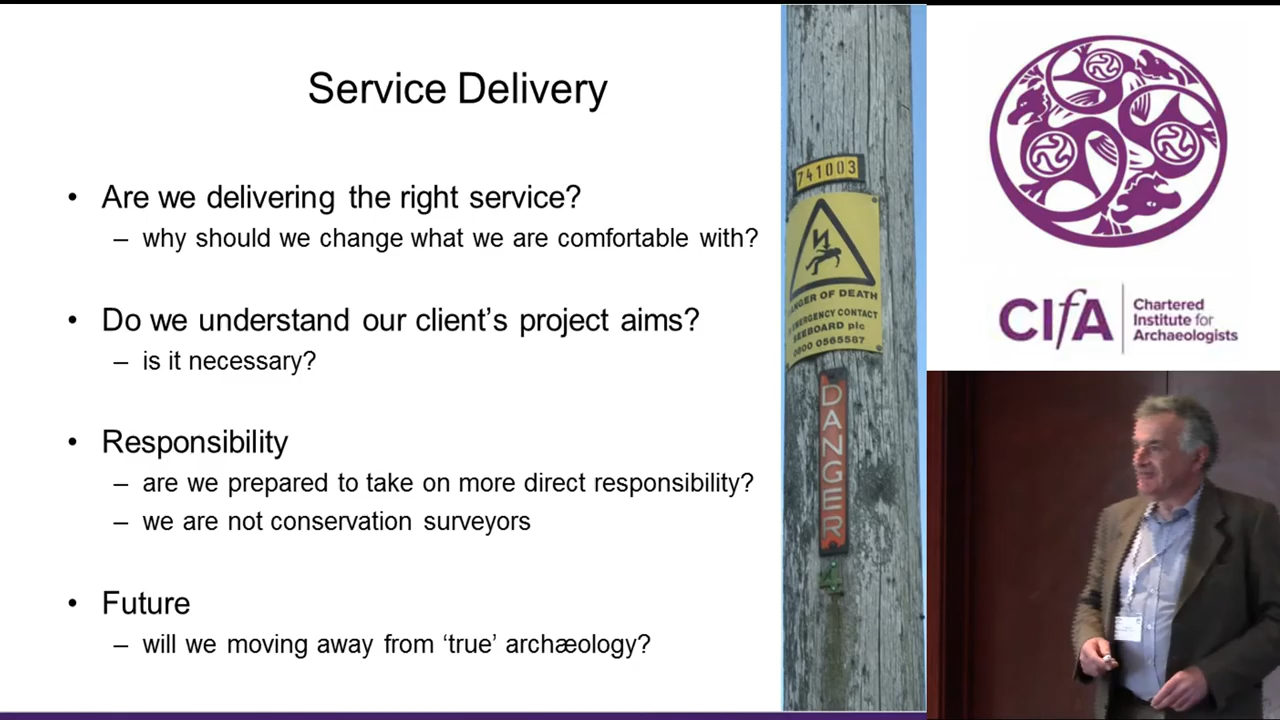 Service Delivery
• Are we delivering the right service?
– why should we change what we are comfortable with?
• Do we understand our client's project aims?
– is it necessary?
• Responsibility
– are we prepared to take on more direct responsibility?
– we are not conservation surveyors
• Future
– will we moving away from ‘true’ archæology?
741003
ANGER OF DEATH
EMERGENCY CONTACT
SEEBOARD plc
0800 0565587
DANGER
4
CIfA
Chartered
Institute for
Archaeologists